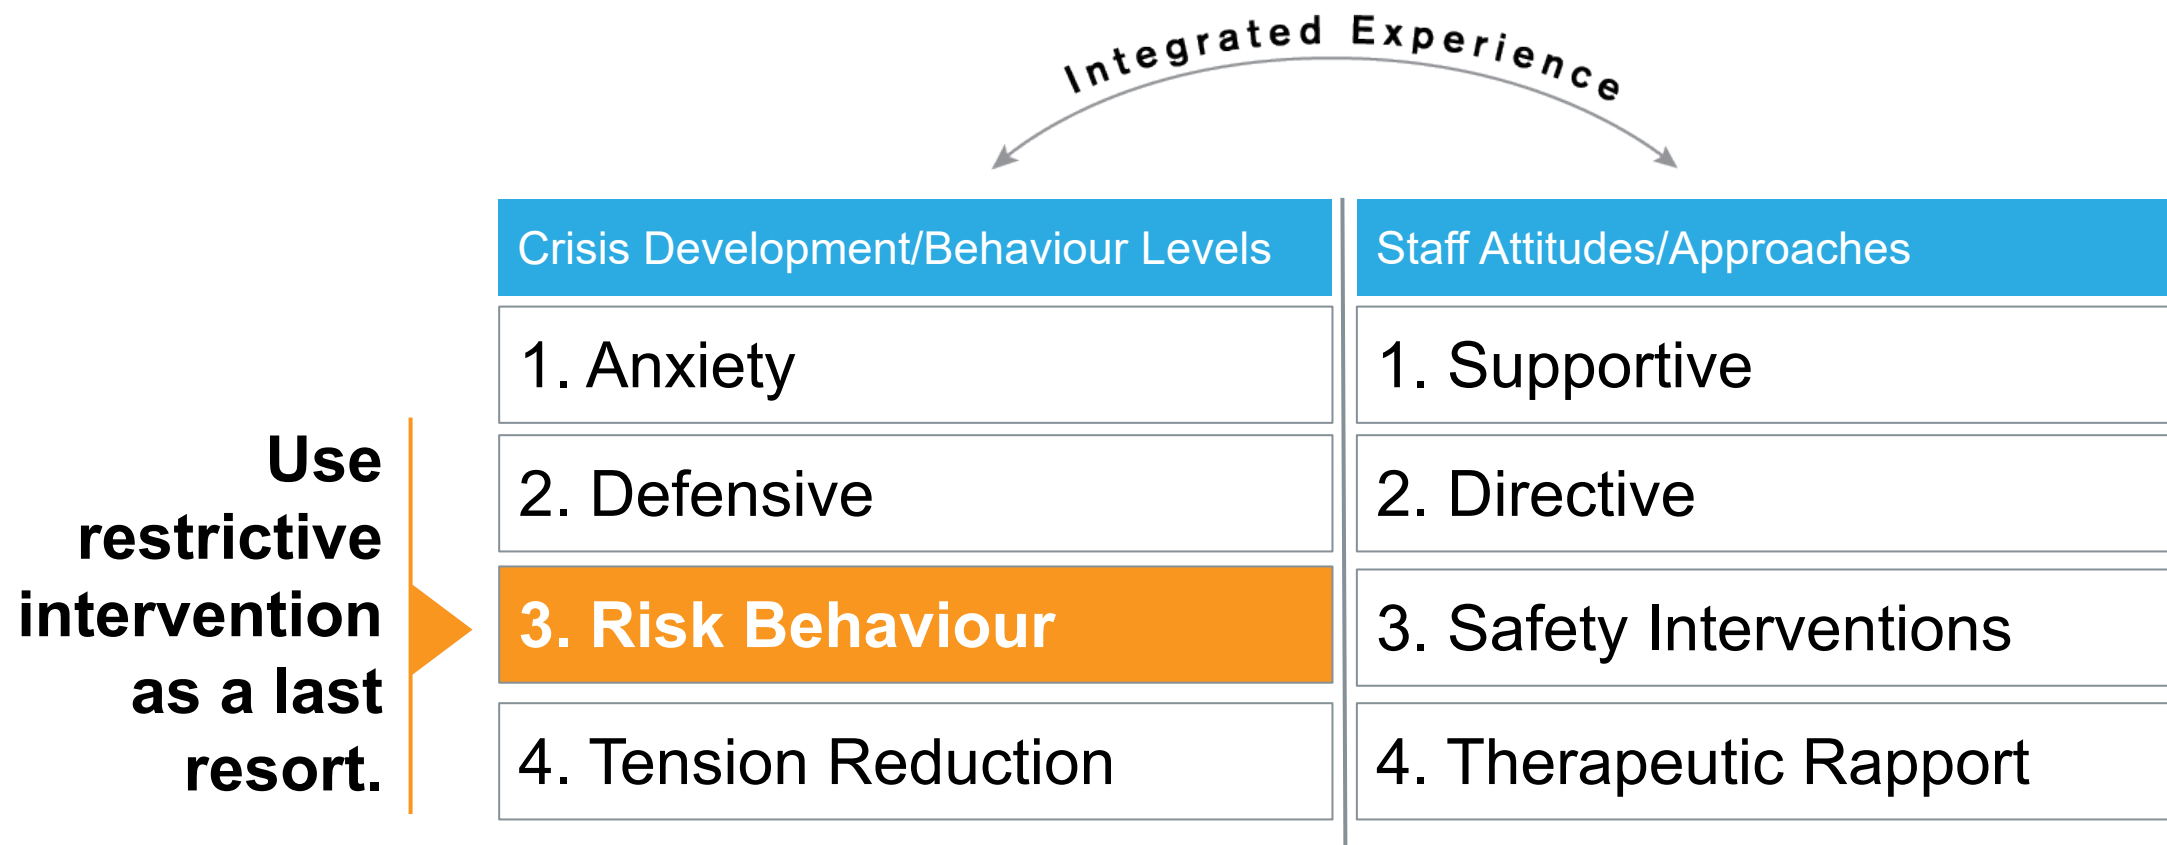 Integrated Experience
Crisis Development/Behaviour Levels
Staff Attitudes/Approaches
1. Anxiety
1. Supportive
2. Defensive
2. Directive
3. Risk Behaviour
3. Safety Interventions
4. Tension Reduction
4. Therapeutic Rapport
Use
restrictive
intervention
as a last
resort.